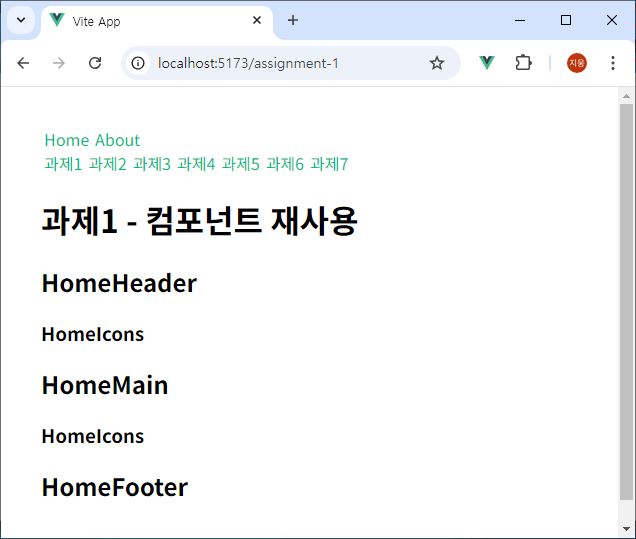 Vite App
localhost:5173/assignment-1
지웅
Home About
과제1 과제2 과제3 과제4 과제5 과제6 과제7
과제1 - 컴포넌트 재사용
HomeHeader
HomeIcons
HomeMain
HomeIcons
HomeFooter